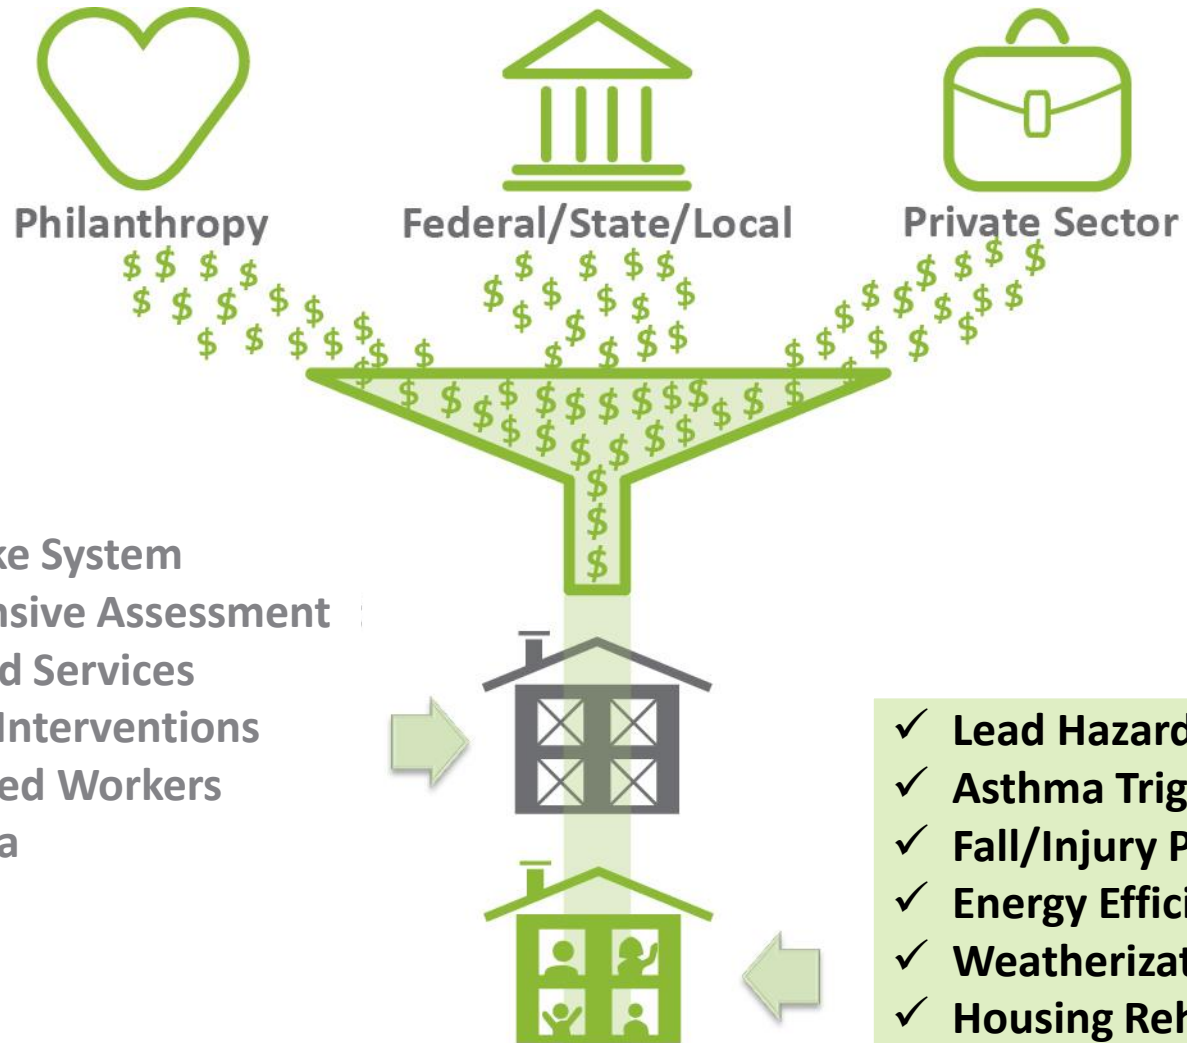 Philanthropy
Federal/State/Local
Private Sector
ke System
nsive Assessment
d Services
Interventions
ed Workers
a
✓ Lead Hazard
✓ Asthma Trig
✓ Fall/Injury P
✓ Energy Effici
✓ Weatherizat
✓ Housing Reh